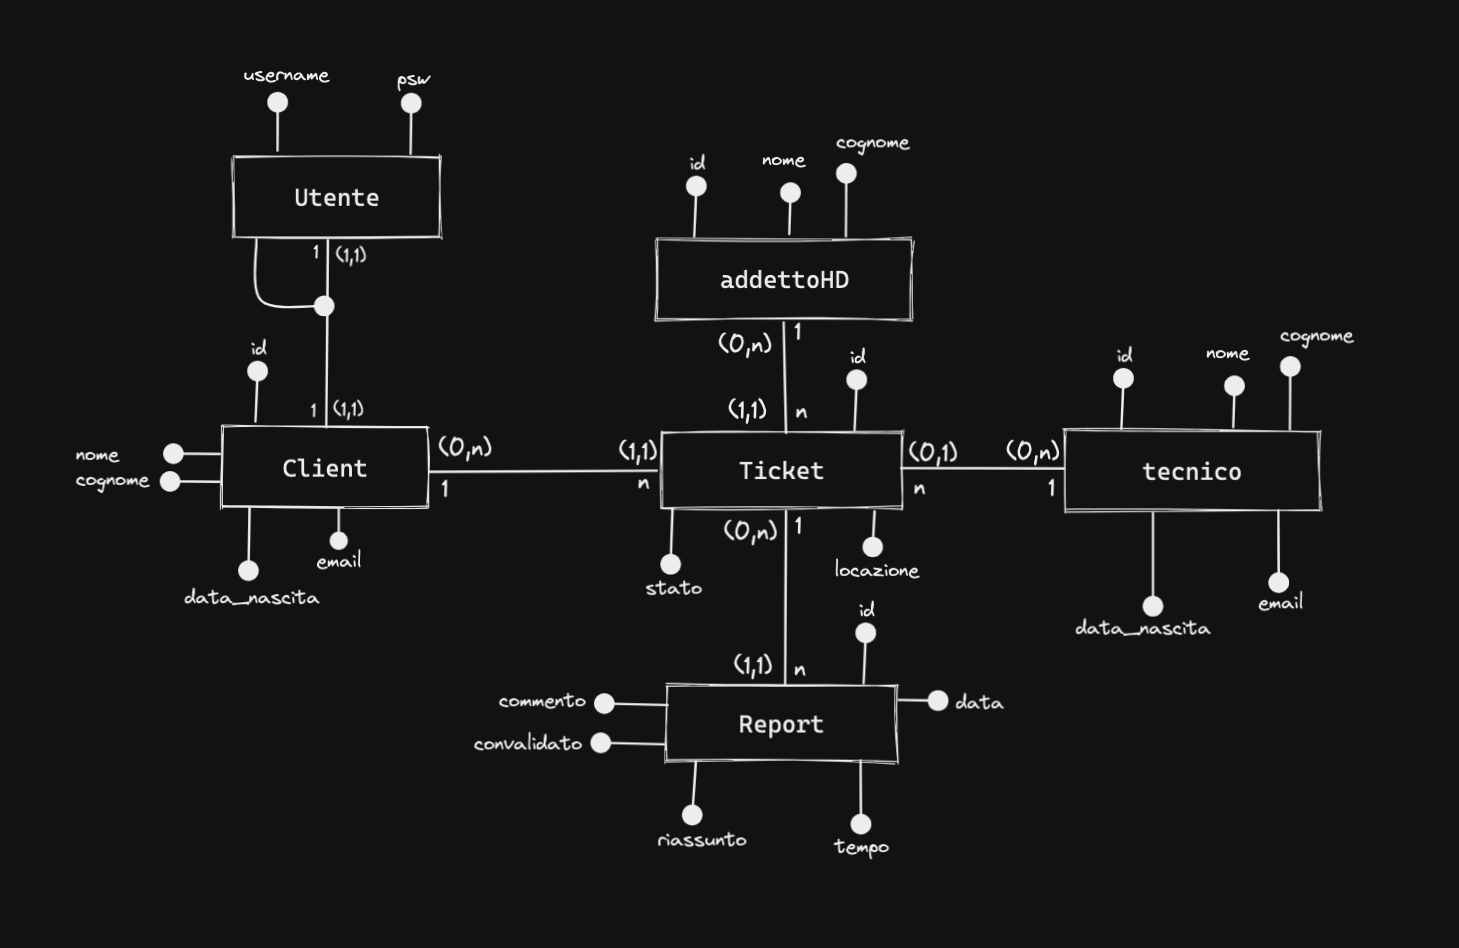 username
psw
Utente
1
(1,1)
id
1
(1,1)
nome
cognome
Client
data_nascita
email
(0,n)
1
id
nome
cognome
addettoHD
(0,n)
1
(1,1)
n
id
(1,1)
n
Ticket
(0,1)
n
stato
locazione
(0,n)
1
(0,n)
1
id
nome
cognome
tecnico
data_nascita
email
(1,1)
n
id
commento
convalidato
Report
data
riassunto
tempo